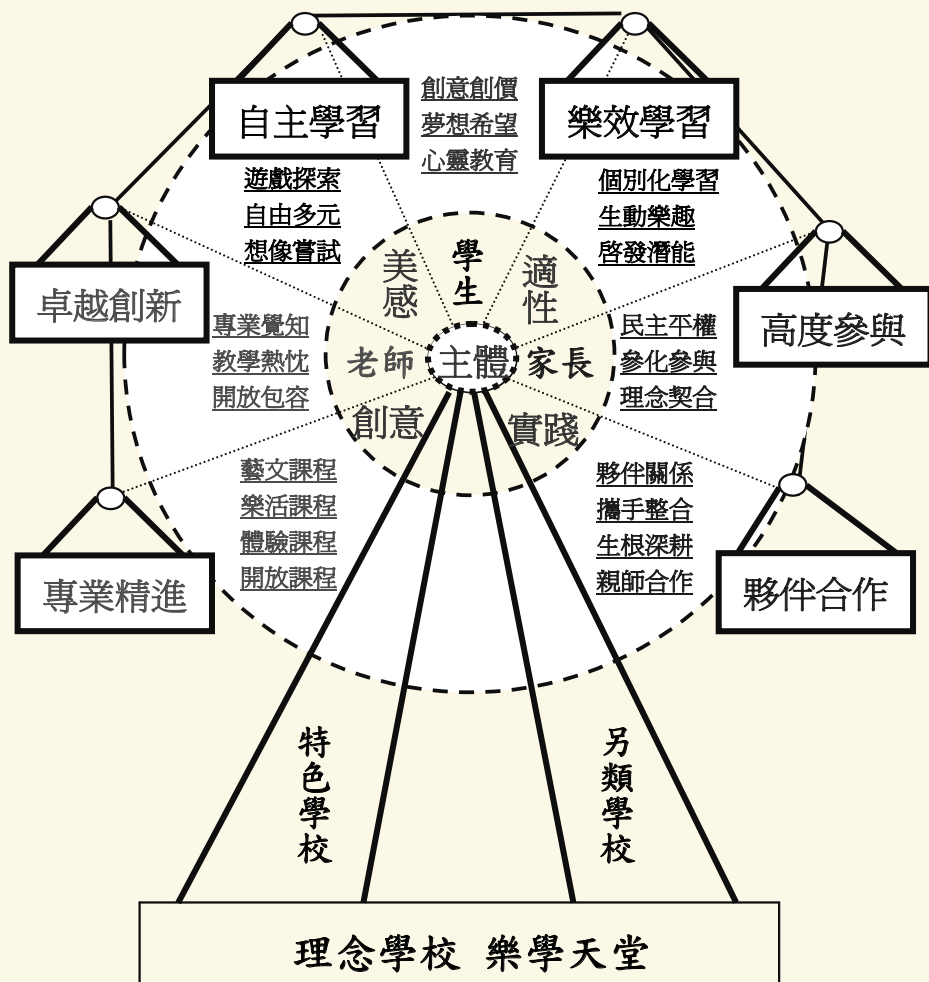 自主學習
樂效學習
創意創價
夢想希望
心靈教育
遊戲探索
自由多元
想像嘗試
個別化學習
生動樂趣
啓發潛能
卓越創新
高度參與
美感
學生
適性
專業覺知
教學熱忱
開放包容
老師
主體
家長
民主平權
參化參與
理念契合
創意
實踐
藝文課程
樂活課程
體驗課程
開放課程
夥伴關係
攜手整合
生根深耕
親師合作
專業精進
夥伴合作
特色學校
另類學校
理念學校 樂學天堂